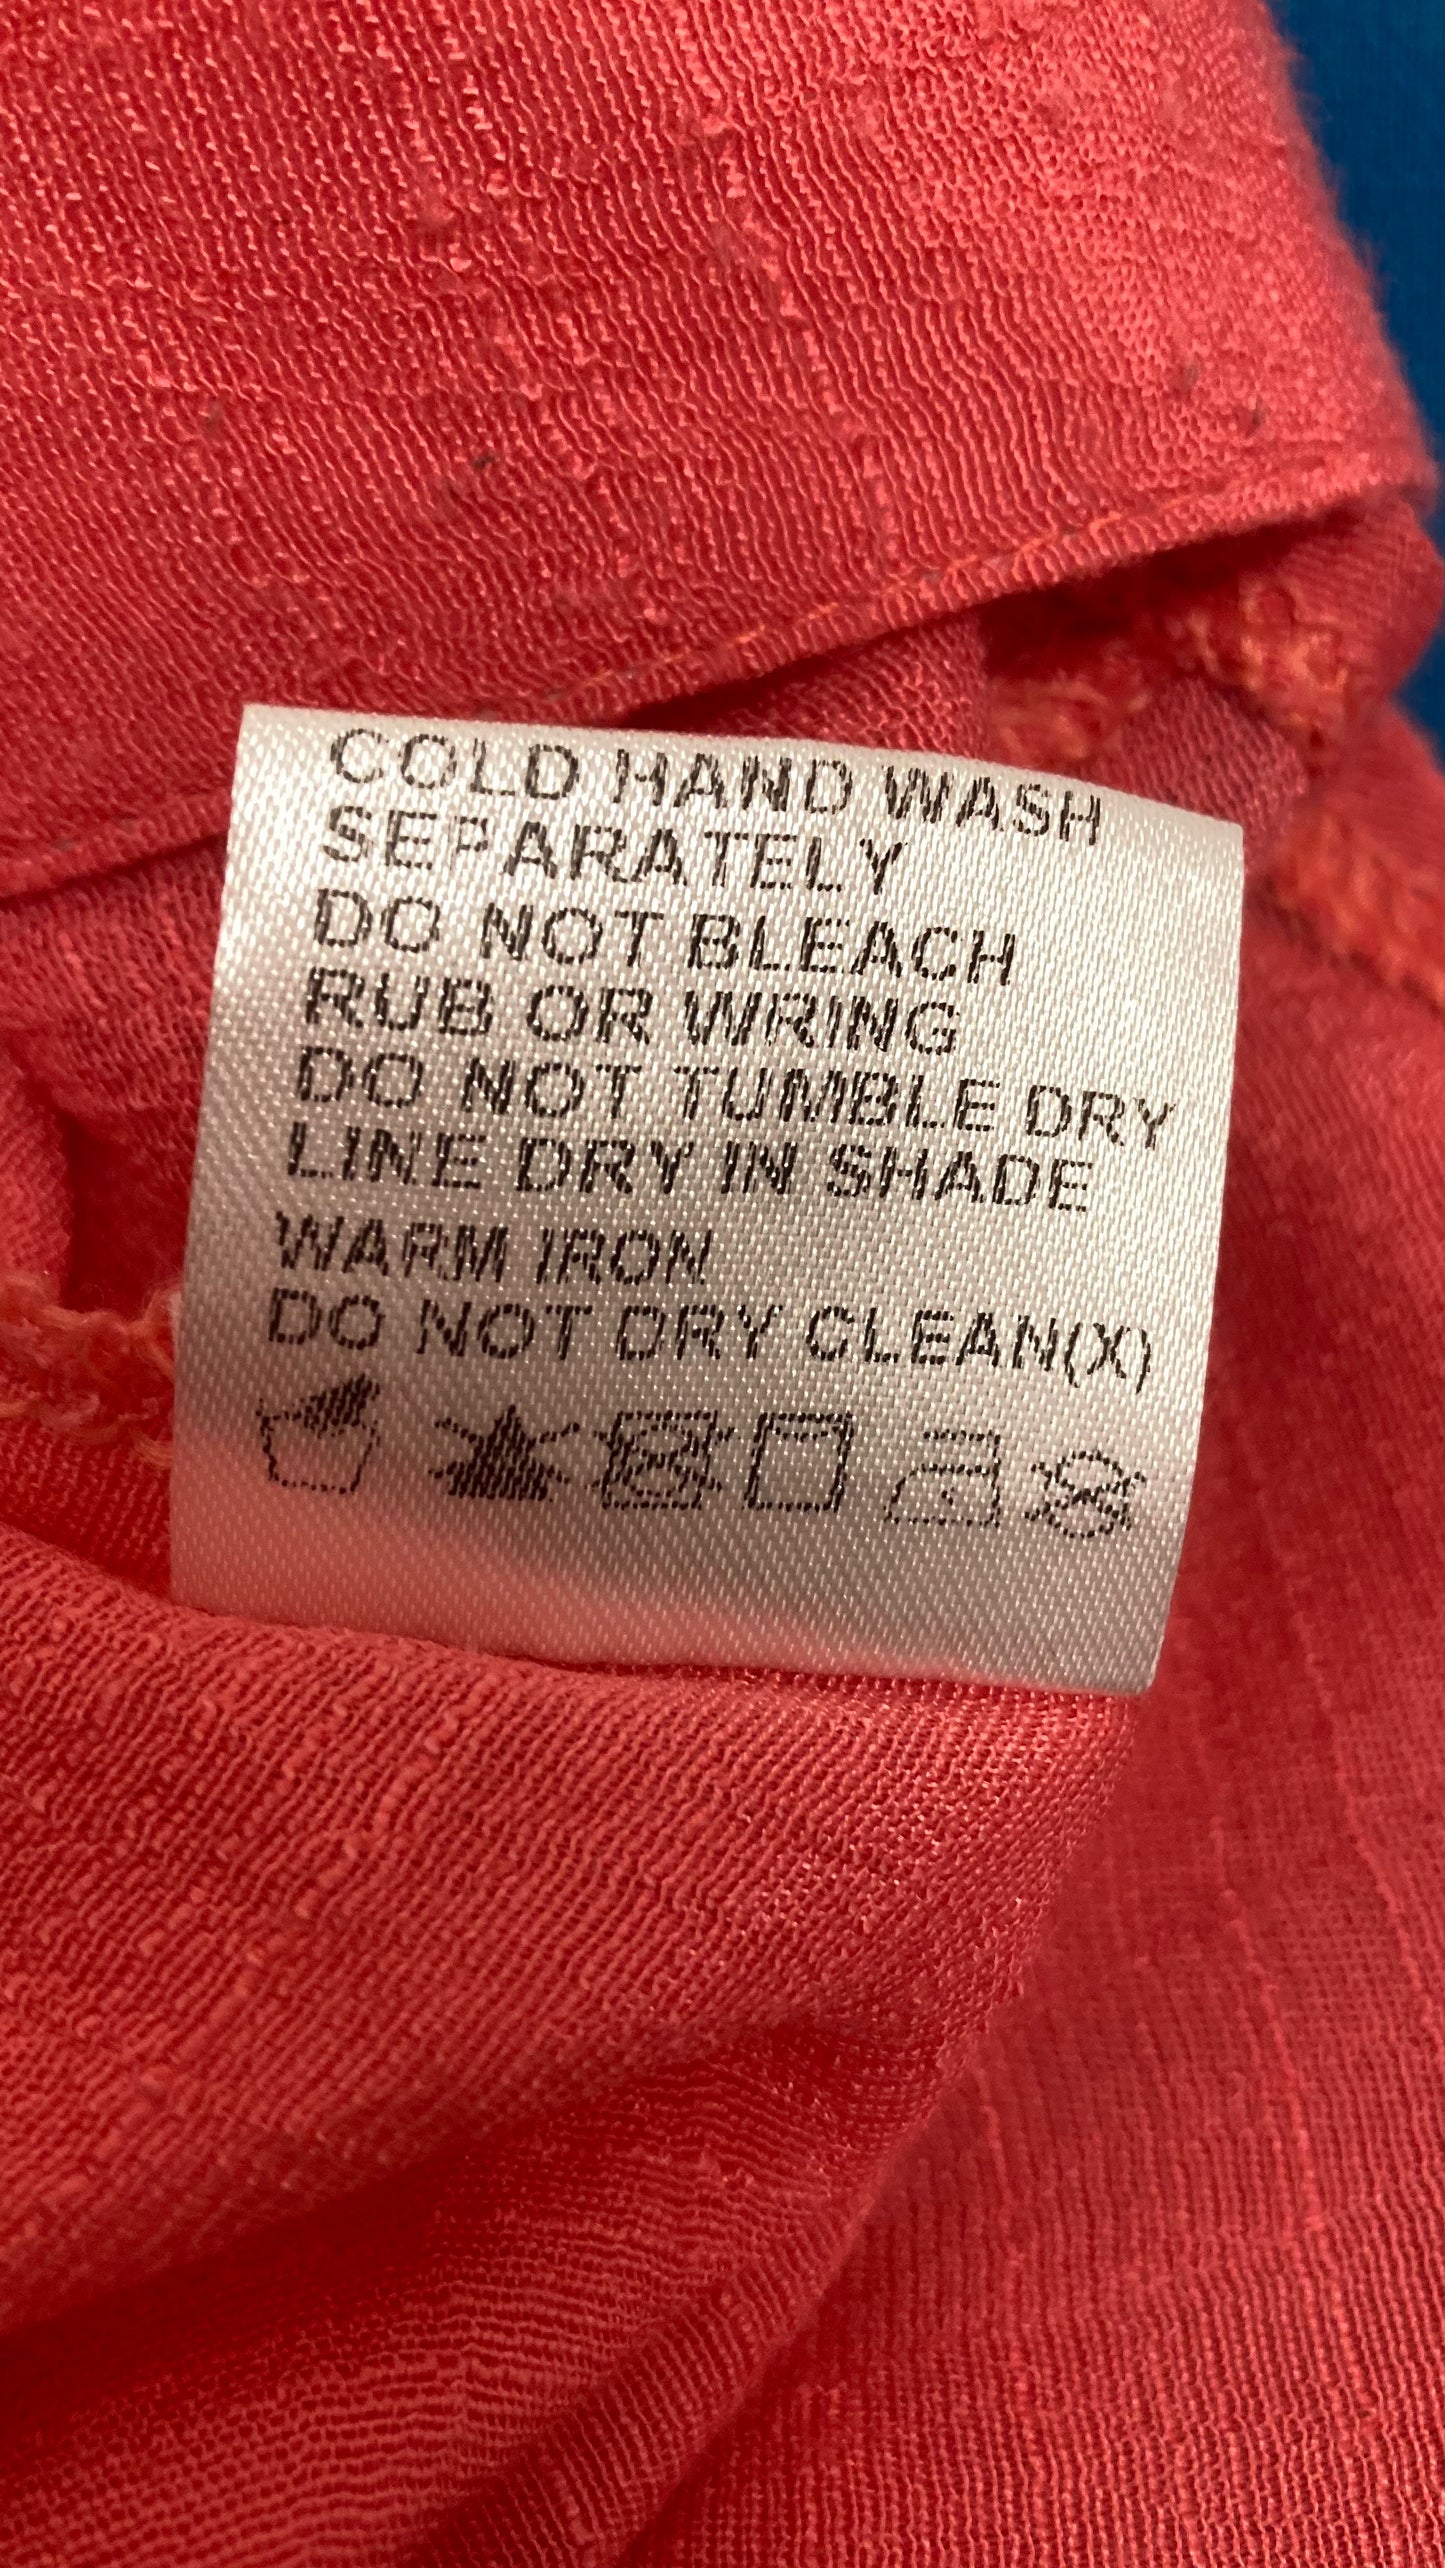 COLD HAND WASH
SEPARATELY
DO NOT BLEACH
RUB OR WRING
DO NOT TUMBLE DRY
LINE DRY IN SHADE
WARM IRON
DO NOT DRY CLEAN(X)